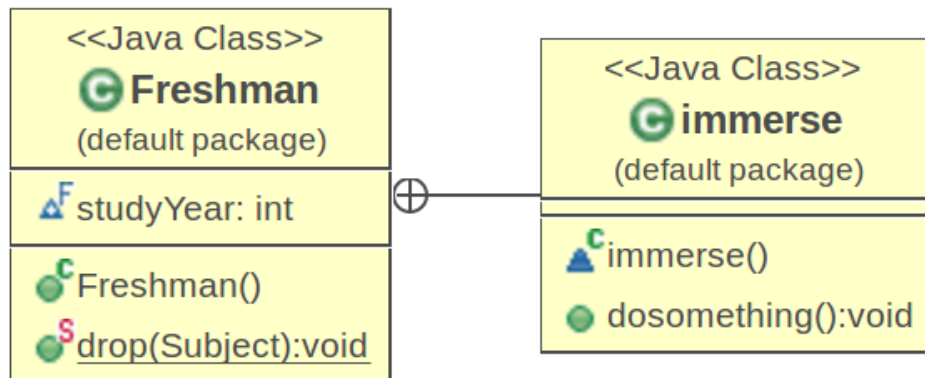 <<Java Class>>
C Freshman
(default package)
F studyYear: int
C Freshman()
S drop(Subject):void
<<Java Class>>
C immerse
(default package)
C immerse()
dosomething():void